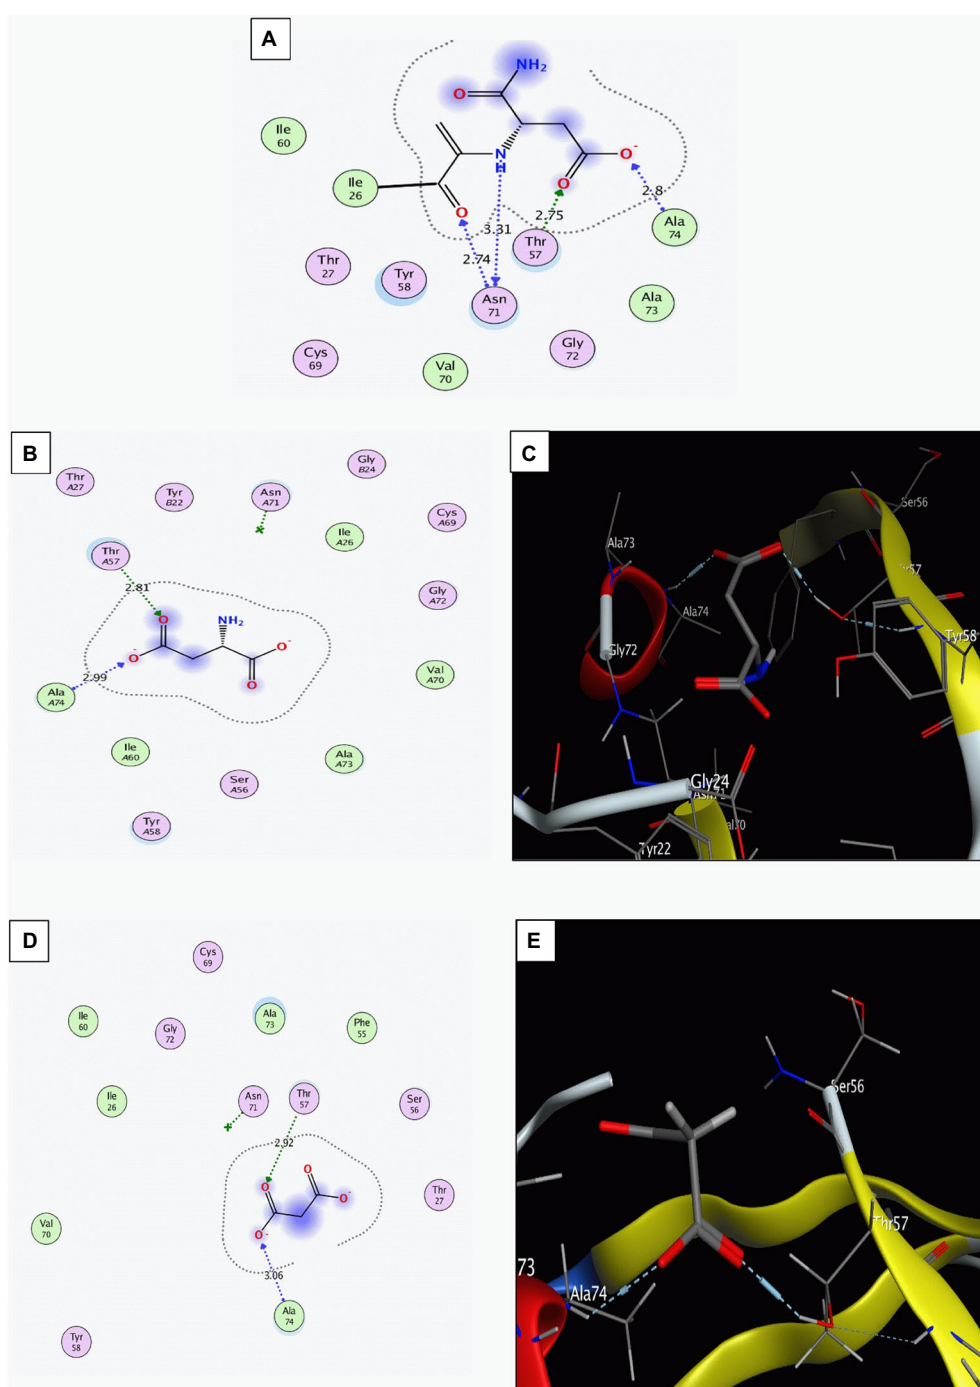 A
NH₂
O
O⁻
N
H
O
O
Ile
60
Ile
26
Thr
27
Tyr
58
Cys
69
Val
70
Asn
71
Thr
57
Gly
72
Ala
73
Ala
74
2.8
2.75
3.31
2.74
B
Thr
A27
Tyr
B22
Asn
A71
Gly
B24
Cys
A69
Ile
A26
Thr
A57
2.81
Gly
A72
O
NH₂
O⁻
O⁻
O
2.99
Ala
A74
Val
A70
Ile
A60
Ala
A73
Ser
A56
Tyr
A58
C
Ser56
Ala73
Ala74
Tyr58
Gly72
Gly24
Tyr22
D
Cys
69
Ile
60
Gly
72
Ala
73
Phe
55
Ile
26
Asn
71
Thr
57
Ser
56
2.92
O
O
O⁻
O⁻
Thr
27
Val
70
3.06
Ala
74
Tyr
58
E
Ser56
Thr57
73
Ala74